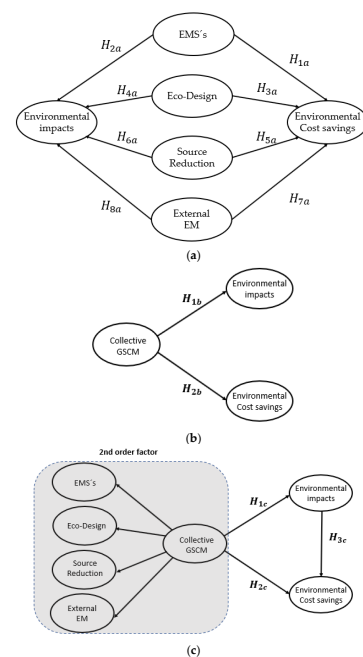 EMS´s
H2a
H1a
Eco-Design
H4a
H3a
Environmental
impacts
Environmental
Cost savings
H6a
H5a
Source
Reduction
H8a
H7a
External
EM
(a)
Environmental
impacts
H1b
Collective
GSCM
H2b
Environmental
Cost savings
(b)
2nd order factor
EMS´s
Eco-Design
Source
Reduction
External
EM
Collective
GSCM
H1c
H2c
Environmental
impacts
H3c
Environmental
Cost savings
(c)